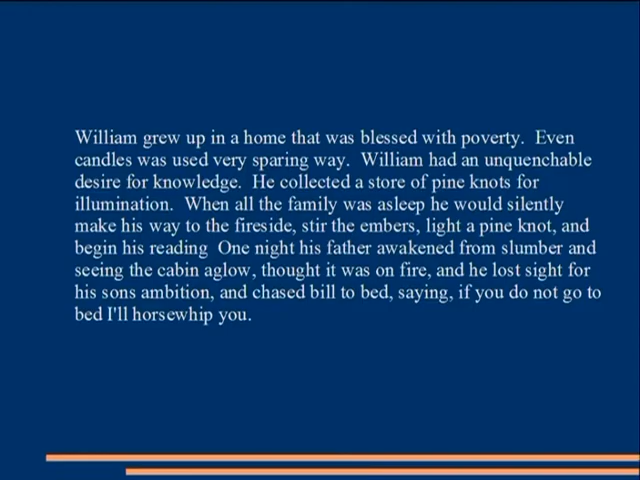 William grew up in a home that was blessed with poverty.  Even
candles was used very sparing way.  William had an unquenchable
desire for knowledge.  He collected a store of pine knots for
illumination.  When all the family was asleep he would silently
make his way to the fireside, stir the embers, light a pine knot, and
begin his reading  One night his father awakened from slumber and
seeing the cabin aglow, thought it was on fire, and he lost sight for
his sons ambition, and chased bill to bed, saying, if you do not go to
bed I'll horsewhip you.